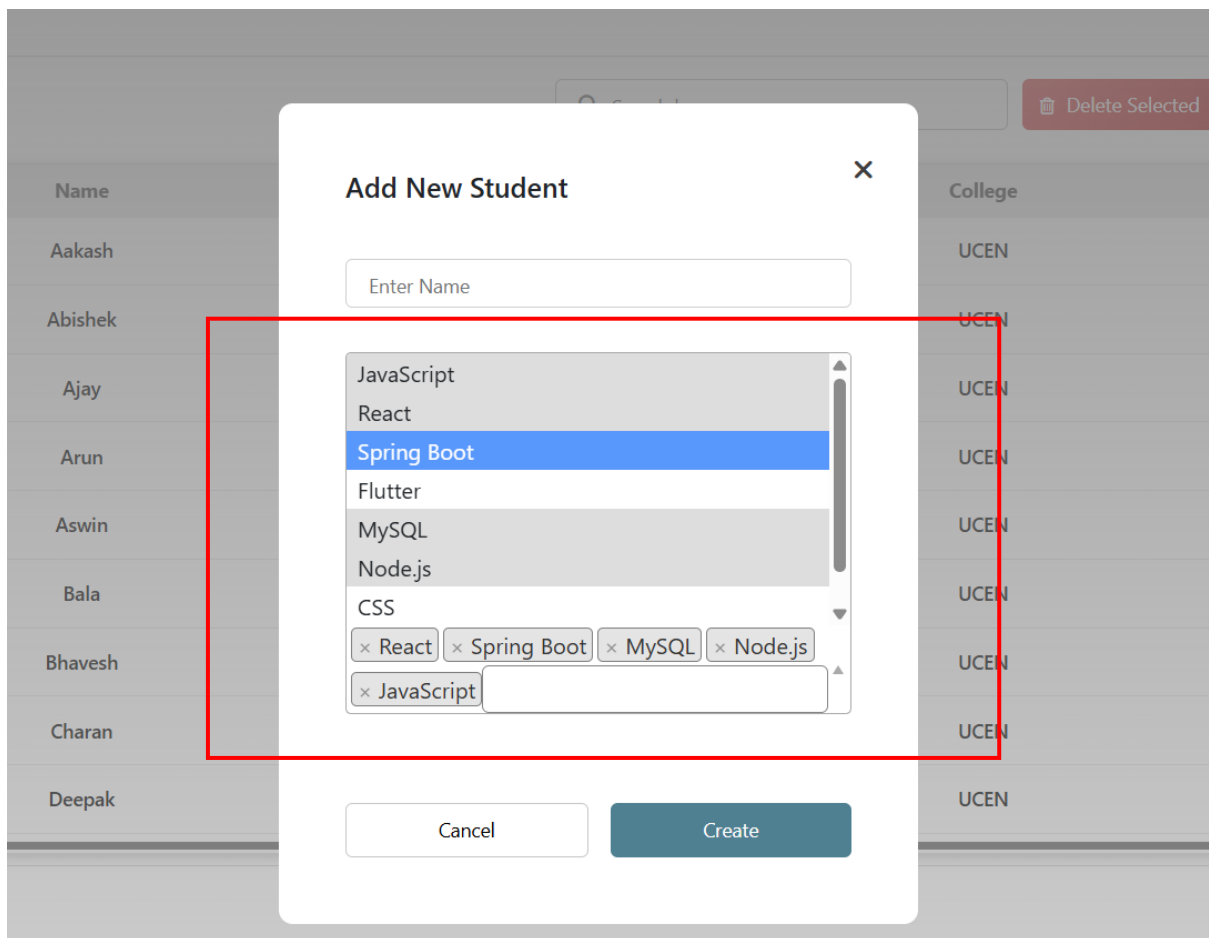 Delete Selected
Add New Student
Name
College
Aakash
UCEN
Enter Name
Abishek
UCEN
JavaScript
Ajay
UCEN
React
Spring Boot
Arun
UCEN
Flutter
Aswin
UCEN
MySQL
Node.js
Bala
UCEN
CSS
× React × Spring Boot × MySQL × Node.js
Bhavesh
UCEN
× JavaScript
Charan
UCEN
Deepak
UCEN
Cancel
Create